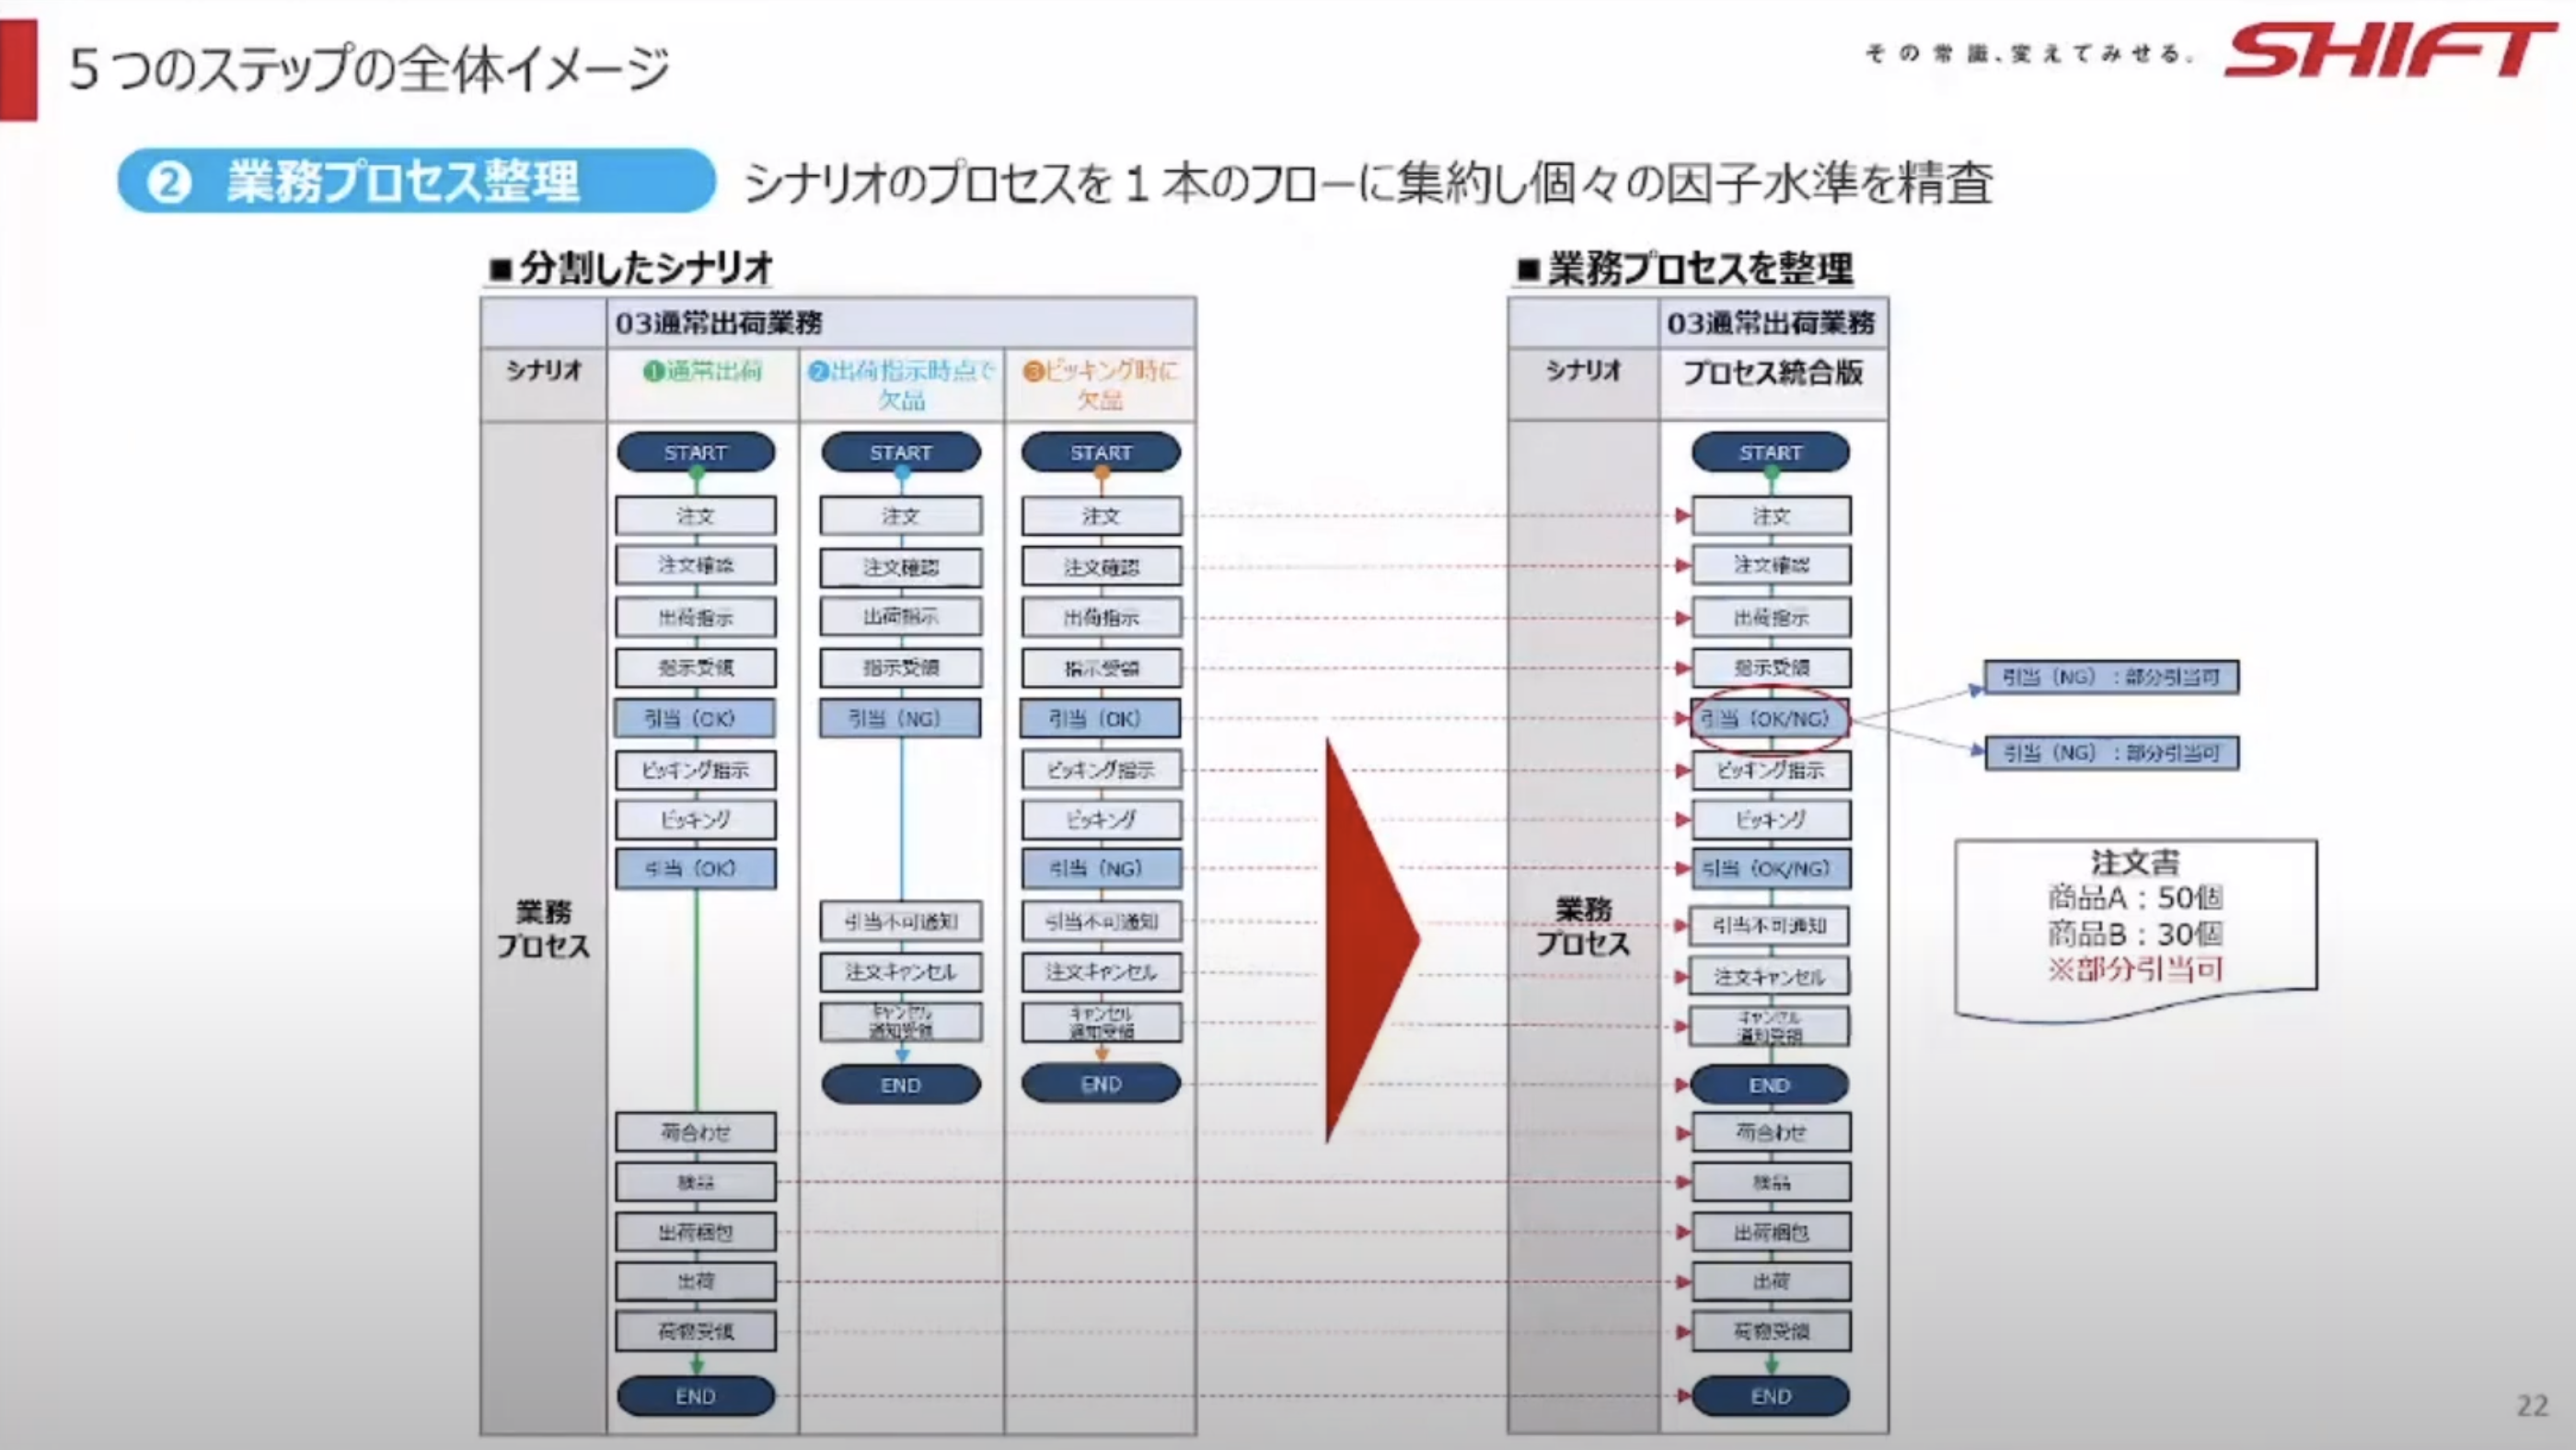 5つのステップの全体イメージ
その常識、変えてみせる。
SHIFT
❷ 業務プロセス整理
シナリオのプロセスを1本のフローに集約し個々の因子水準を精査
■分割したシナリオ
03通常出荷業務
シナリオ
❶通常出荷
❷出荷指示時点で
欠品
❸ピッキング時に
欠品
業務
プロセス
START
注文
注文確認
出荷指示
指示受領
引当（OK）
ピッキング指示
ピッキング
引当（OK）
荷合わせ
検品
出荷梱包
出荷
荷物受領
END
START
注文
注文確認
出荷指示
指示受領
引当（NG）
引当不可通知
注文キャンセル
キャンセル
通知受領
END
START
注文
注文確認
出荷指示
指示受領
引当（OK）
ピッキング指示
ピッキング
引当（NG）
引当不可通知
注文キャンセル
キャンセル
通知受領
END
■業務プロセスを整理
03通常出荷業務
シナリオ
プロセス統合版
業務
プロセス
START
注文
注文確認
出荷指示
指示受領
引当（OK/NG）
ピッキング指示
ピッキング
引当（OK/NG）
引当不可通知
注文キャンセル
キャンセル
通知受領
END
荷合わせ
検品
出荷梱包
出荷
荷物受領
END
引当（NG）：部分引当可
引当（NG）：部分引当可
注文書
商品A：50個
商品B：30個
※部分引当可
22